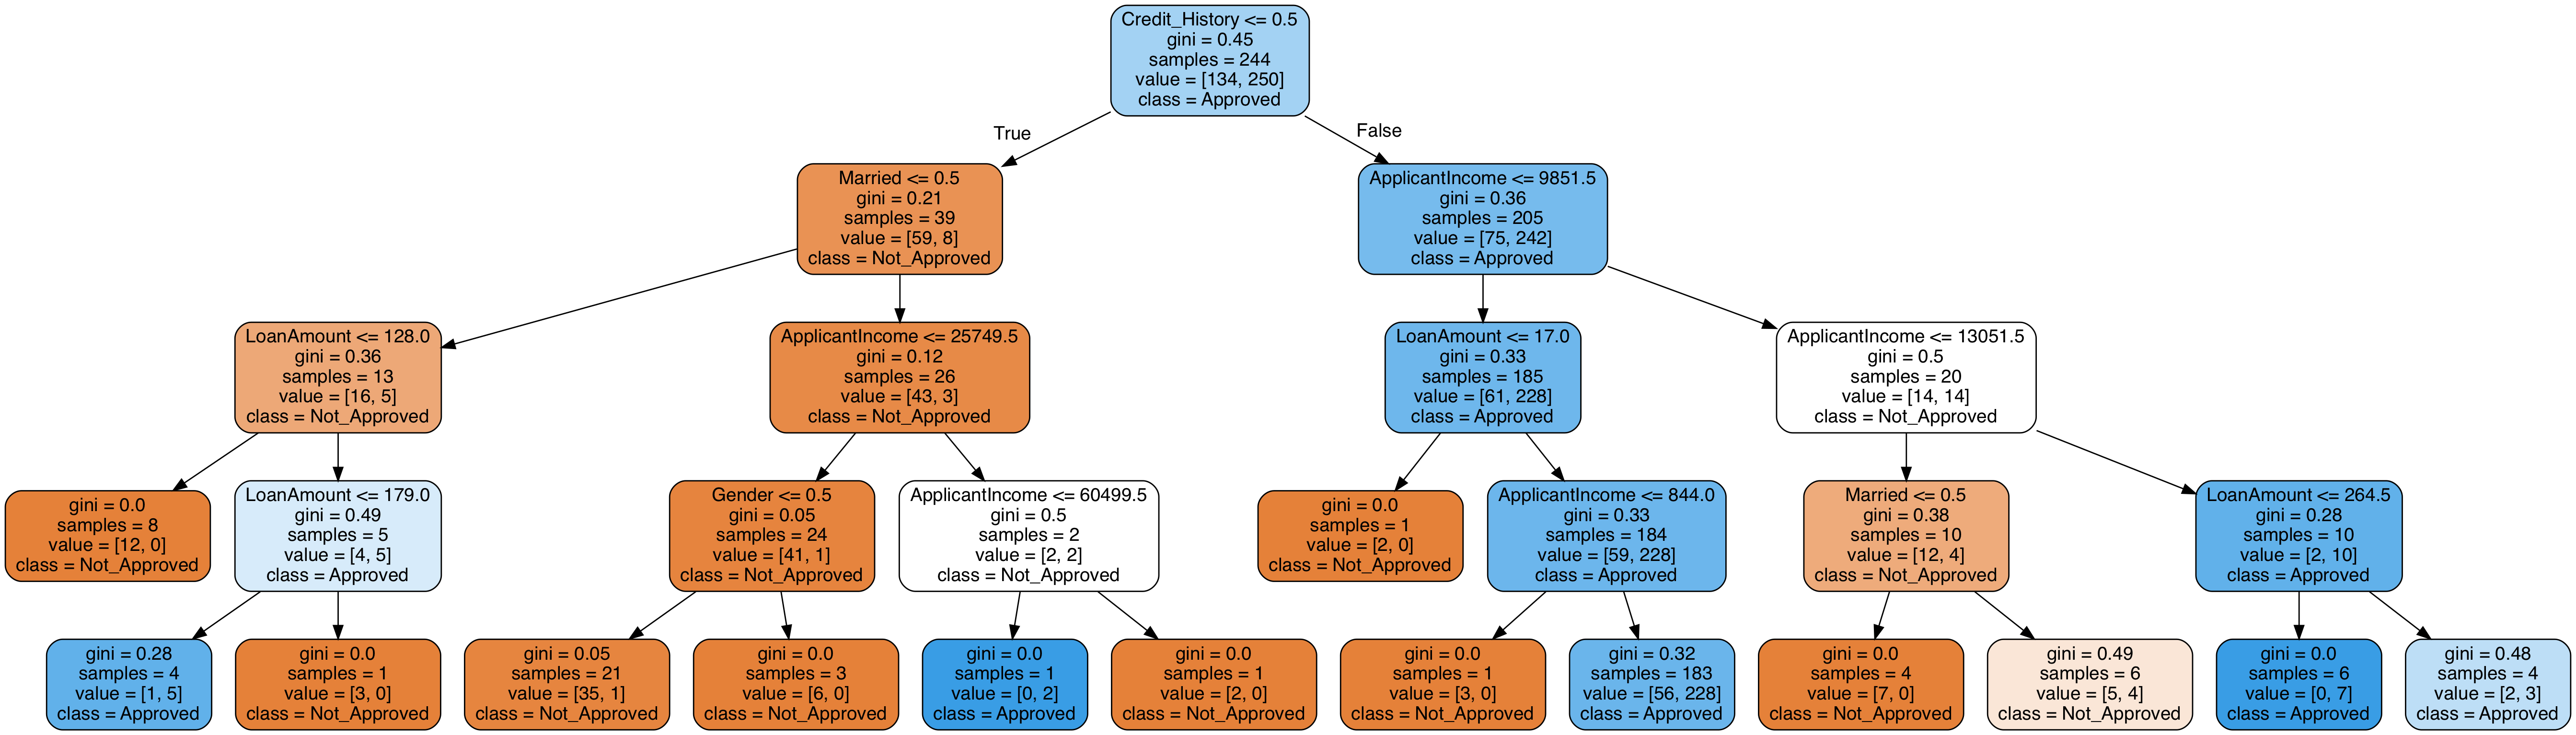 Credit_History <= 0.5
gini = 0.45
samples = 244
value = [134, 250]
class = Approved
True
False
Married <= 0.5
gini = 0.21
samples = 39
value = [59, 8]
class = Not_Approved
ApplicantIncome <= 9851.5
gini = 0.36
samples = 205
value = [75, 242]
class = Approved
LoanAmount <= 128.0
gini = 0.36
samples = 13
value = [16, 5]
class = Not_Approved
ApplicantIncome <= 25749.5
gini = 0.12
samples = 26
value = [43, 3]
class = Not_Approved
LoanAmount <= 17.0
gini = 0.33
samples = 185
value = [61, 228]
class = Approved
ApplicantIncome <= 13051.5
gini = 0.5
samples = 20
value = [14, 14]
class = Not_Approved
gini = 0.0
samples = 8
value = [12, 0]
class = Not_Approved
LoanAmount <= 179.0
gini = 0.49
samples = 5
value = [4, 5]
class = Approved
Gender <= 0.5
gini = 0.05
samples = 24
value = [41, 1]
class = Not_Approved
ApplicantIncome <= 60499.5
gini = 0.5
samples = 2
value = [2, 2]
class = Not_Approved
gini = 0.0
samples = 1
value = [2, 0]
class = Not_Approved
ApplicantIncome <= 844.0
gini = 0.33
samples = 184
value = [59, 228]
class = Approved
Married <= 0.5
gini = 0.38
samples = 10
value = [12, 4]
class = Not_Approved
LoanAmount <= 264.5
gini = 0.28
samples = 10
value = [2, 10]
class = Approved
gini = 0.28
samples = 4
value = [1, 5]
class = Approved
gini = 0.0
samples = 1
value = [3, 0]
class = Not_Approved
gini = 0.05
samples = 21
value = [35, 1]
class = Not_Approved
gini = 0.0
samples = 3
value = [6, 0]
class = Not_Approved
gini = 0.0
samples = 1
value = [0, 2]
class = Approved
gini = 0.0
samples = 1
value = [2, 0]
class = Not_Approved
gini = 0.0
samples = 1
value = [3, 0]
class = Not_Approved
gini = 0.32
samples = 183
value = [56, 228]
class = Approved
gini = 0.0
samples = 4
value = [7, 0]
class = Not_Approved
gini = 0.49
samples = 6
value = [5, 4]
class = Not_Approved
gini = 0.0
samples = 6
value = [0, 7]
class = Approved
gini = 0.48
samples = 4
value = [2, 3]
class = Approved